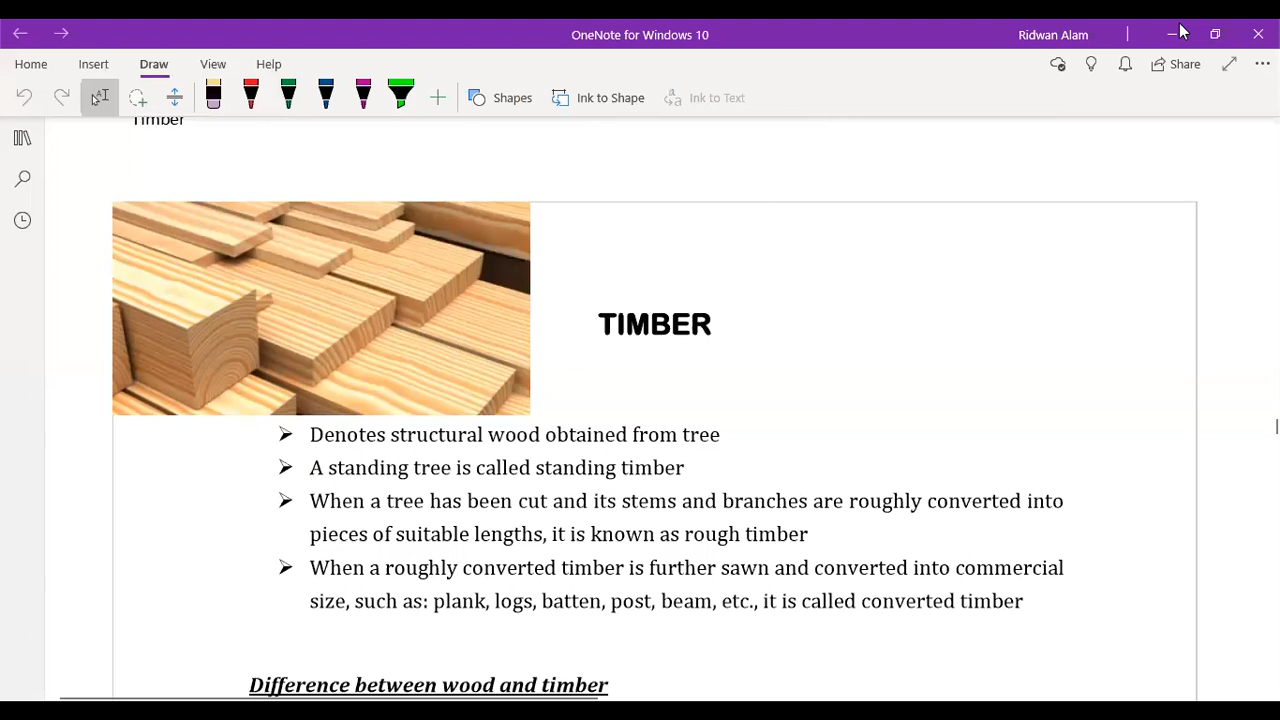 OneNote for Windows 10
Ridwan Alam
Home Insert Draw View Help
Share
Shapes Ink to Shape Ink to Text
Timber
TIMBER
➢ Denotes structural wood obtained from tree
➢ A standing tree is called standing timber
➢ When a tree has been cut and its stems and branches are roughly converted into
pieces of suitable lengths, it is known as rough timber
➢ When a roughly converted timber is further sawn and converted into commercial
size, such as: plank, logs, batten, post, beam, etc., it is called converted timber
Difference between wood and timber